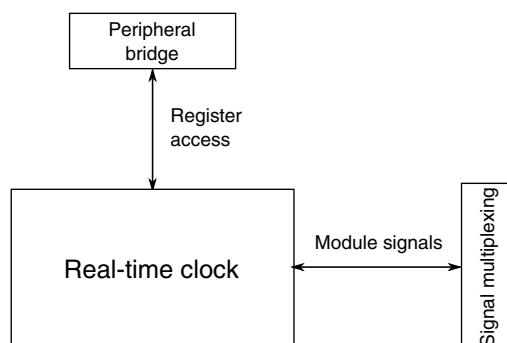 Peripheral
bridge
Register
access
Real-time clock
Module signals
Signal multiplexing